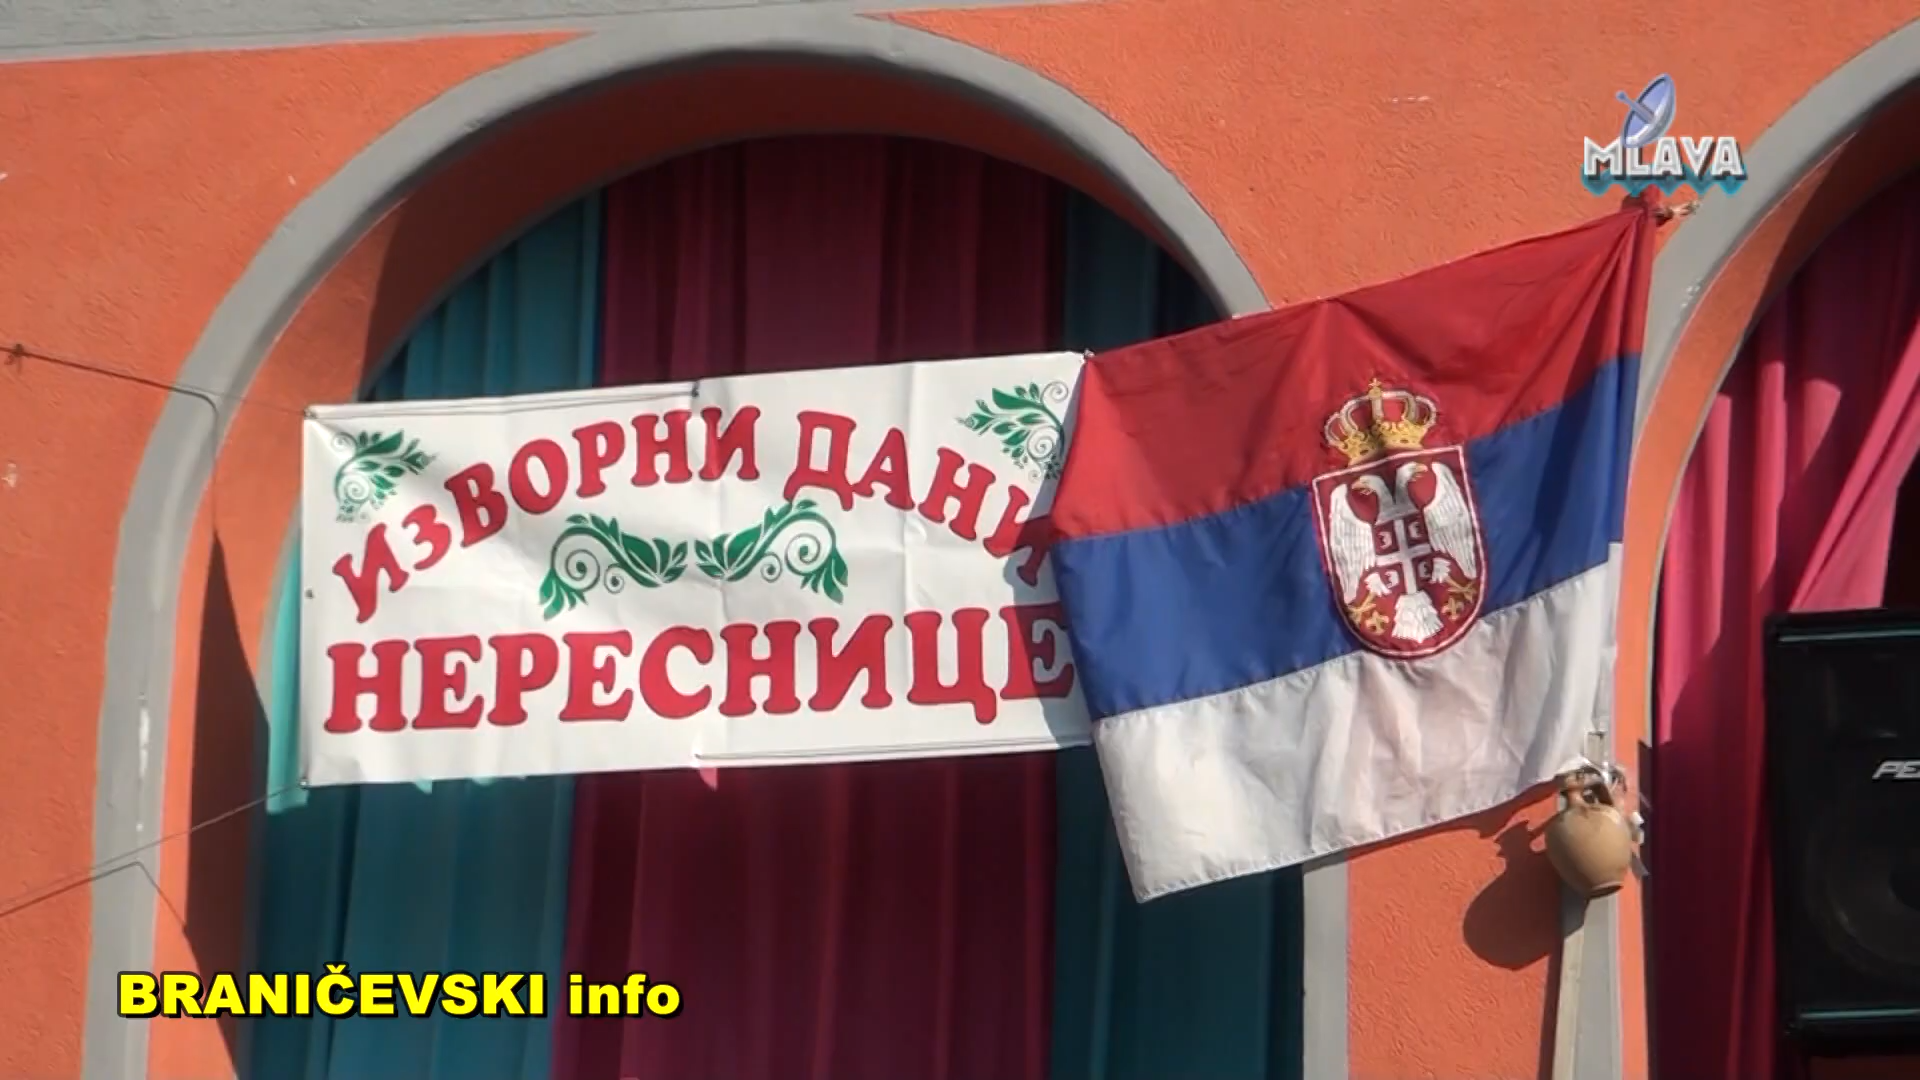 MLAVA
ИЗВОРНИ ДАНИ
НЕРЕСНИЦЕ
BRANIČEVSKI info